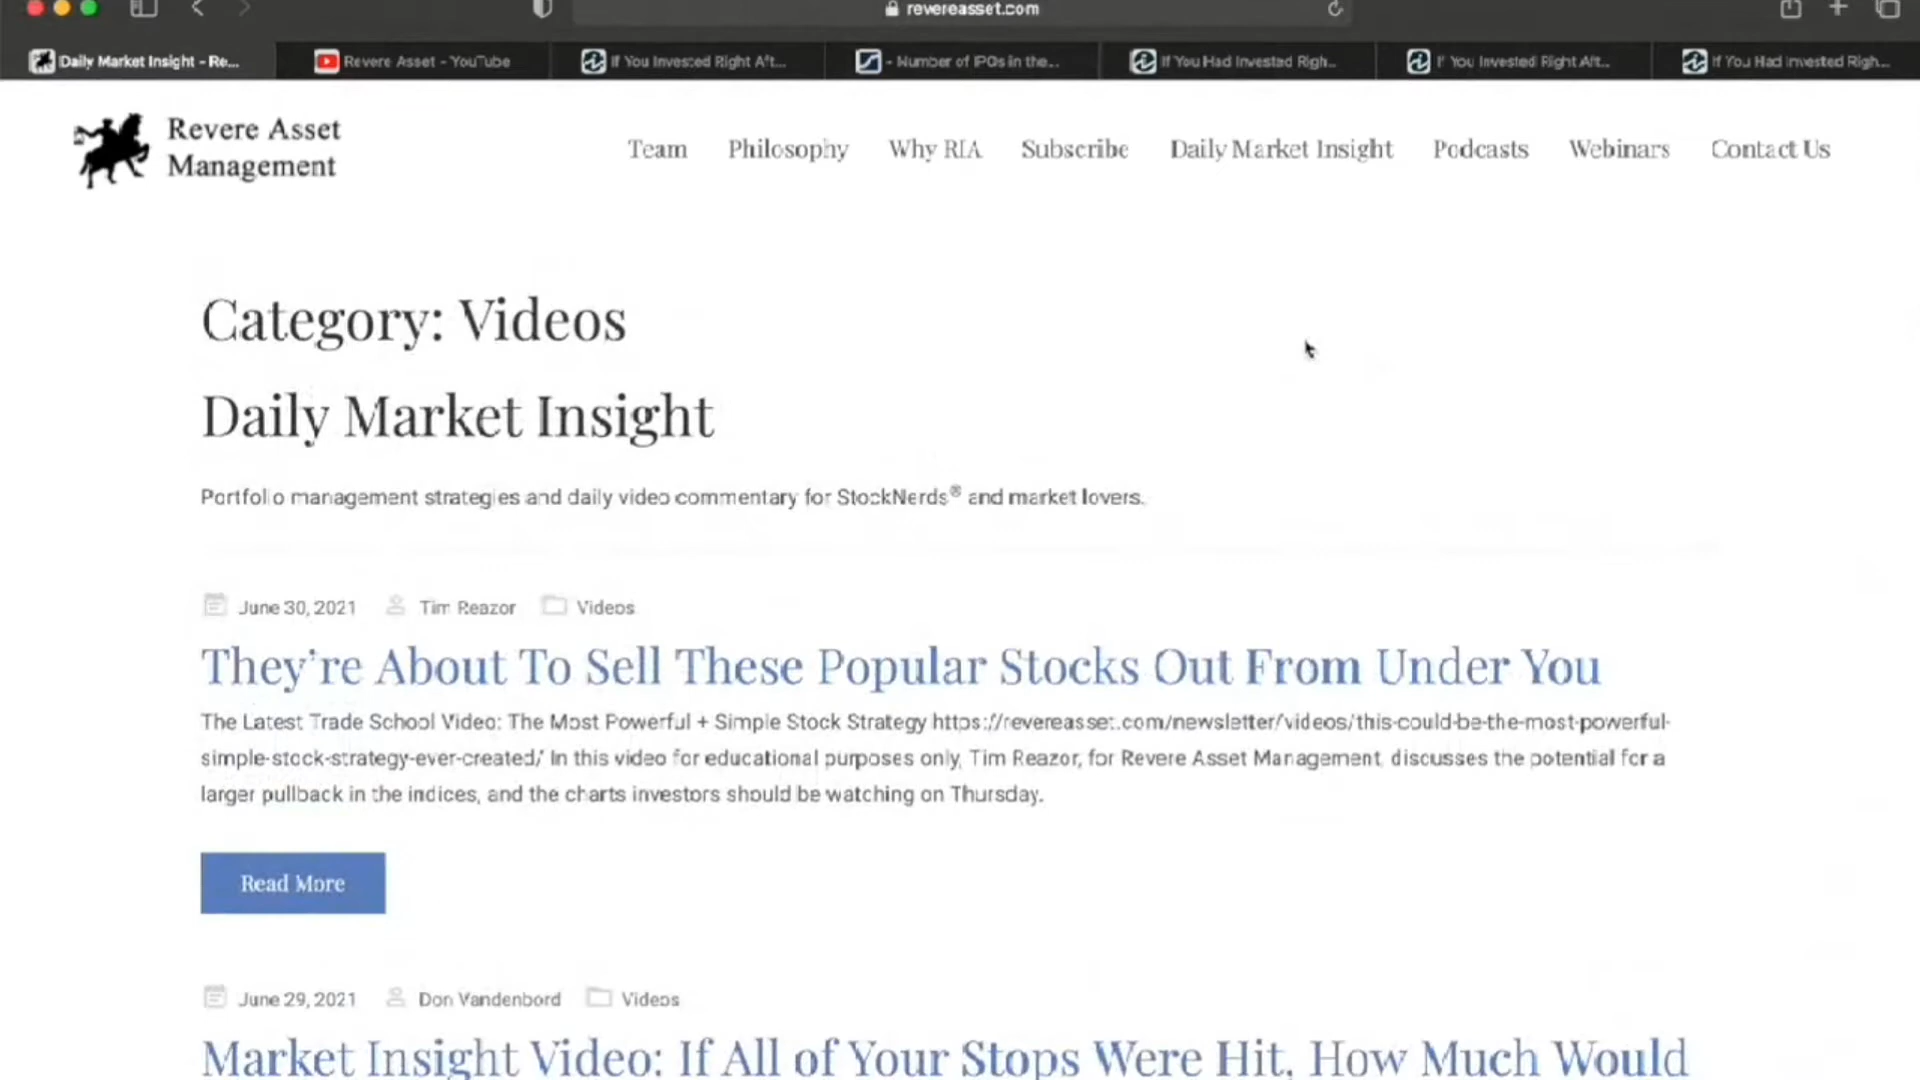 revereasset.com
Daily Market Insight - Re...
Revere Asset - YouTube
If You Invested Right Aft...
- Number of IPOs in the...
If You Had Invested Righ...
If You Invested Right Aft...
If You Had Invested Righ...
Revere Asset
Management
Team
Philosophy
Why RIA
Subscribe
Daily Market Insight
Podcasts
Webinars
Contact Us
Category: Videos
Daily Market Insight
Portfolio management strategies and daily video commentary for StockNerds® and market lovers.
June 30, 2021 Tim Reazor Videos
They're About To Sell These Popular Stocks Out From Under You
The Latest Trade School Video: The Most Powerful + Simple Stock Strategy https://revereasset.com/newsletter/videos/this-could-be-the-most-powerful-
simple-stock-strategy-ever-created/ In this video for educational purposes only, Tim Reazor, for Revere Asset Management, discusses the potential for a
larger pullback in the indices, and the charts investors should be watching on Thursday.
Read More
June 29, 2021 Don Vandenbord Videos
Market Insight Video: If All of Your Stops Were Hit, How Much Would